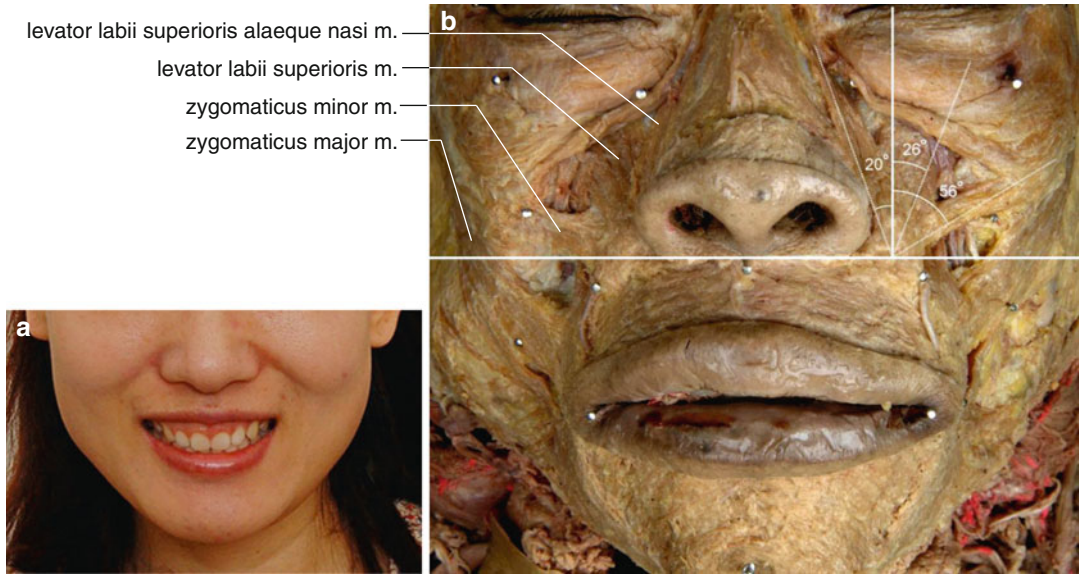 levator labii superioris alaeque nasi m.
levator labii superioris m.
zygomaticus minor m.
zygomaticus major m.
b
20°
26°
56°
a